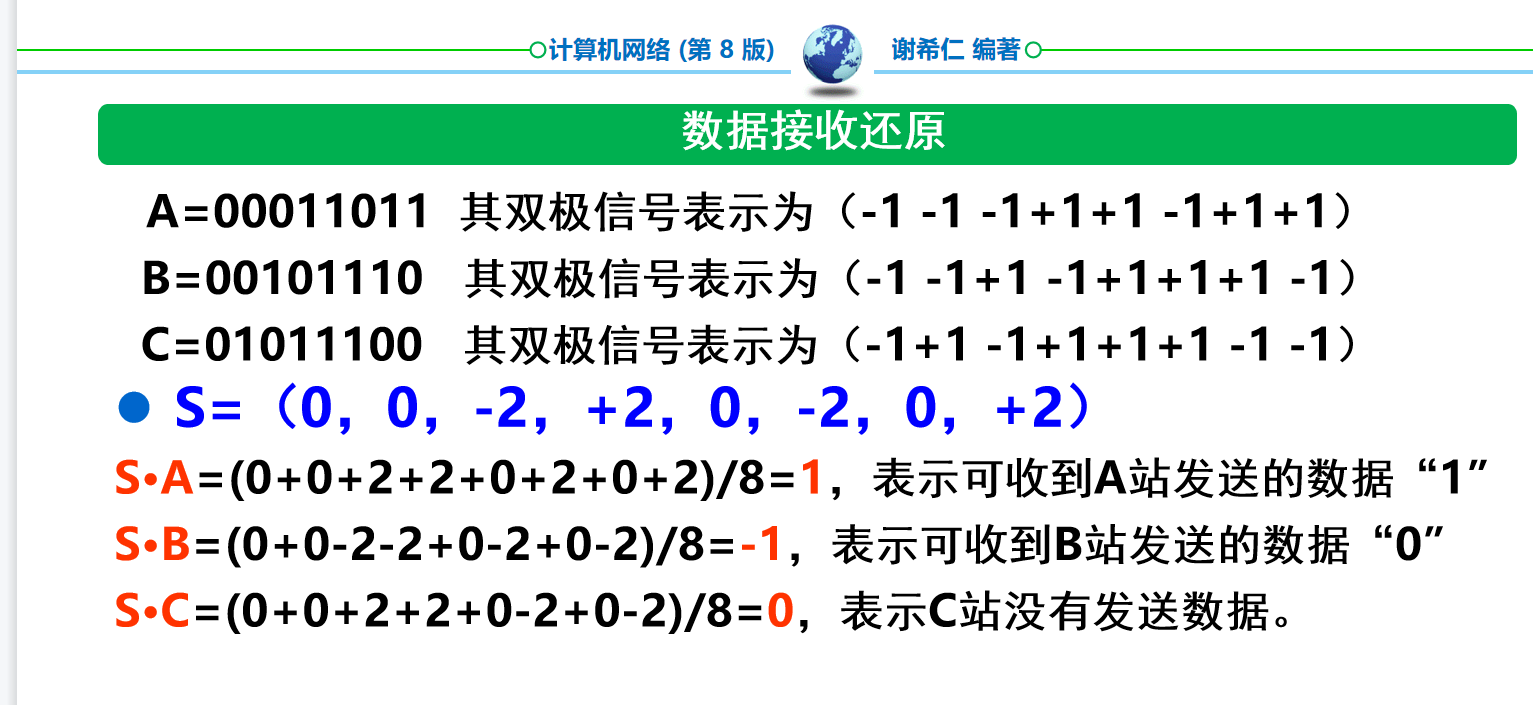 计算机网络 (第 8 版) 谢希仁 编著
数据接收还原
A=00011011 其双极信号表示为（-1 -1 -1+1+1 -1+1+1）
B=00101110 其双极信号表示为（-1 -1+1 -1+1+1+1 -1）
C=01011100 其双极信号表示为（-1+1 -1+1+1+1 -1 -1）
● S=（0，0，-2，+2，0，-2，0，+2）
S•A=(0+0+2+2+0+2+0+2)/8=1，表示可收到A站发送的数据“1”
S•B=(0+0-2-2+0-2+0-2)/8=-1，表示可收到B站发送的数据“0”
S•C=(0+0+2+2+0-2+0-2)/8=0，表示C站没有发送数据。